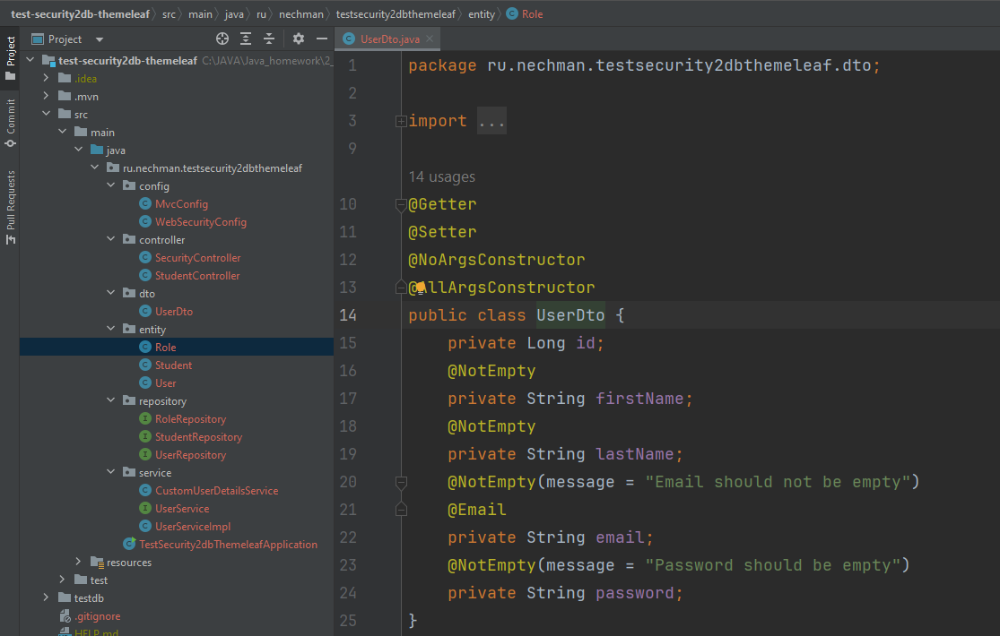 test-security2db-themeleaf src main java ru nechman testsecurity2dbthemeleaf entity Role
Project
UserDto.java
Project
Commit
Pull Requests
test-security2db-themeleaf C:\JAVA\Java_homework\2_
.idea
.mvn
src
main
java
ru.nechman.testsecurity2dbthemeleaf
config
MvcConfig
WebSecurityConfig
controller
SecurityController
StudentController
dto
UserDto
entity
Role
Student
User
repository
RoleRepository
StudentRepository
UserRepository
service
CustomUserDetailsService
UserService
UserServiceImpl
TestSecurity2dbThemeleafApplication
resources
test
testdb
.gitignore
HELP.md
1 package ru.nechman.testsecurity2dbthemeleaf.dto;
2
3 import ...
9
14 usages
10 @Getter
11 @Setter
12 @NoArgsConstructor
13 @AllArgsConstructor
14 public class UserDto {
15 private Long id;
16 @NotEmpty
17 private String firstName;
18 @NotEmpty
19 private String lastName;
20 @NotEmpty(message = "Email should not be empty")
21 @Email
22 private String email;
23 @NotEmpty(message = "Password should be empty")
24 private String password;
25 }